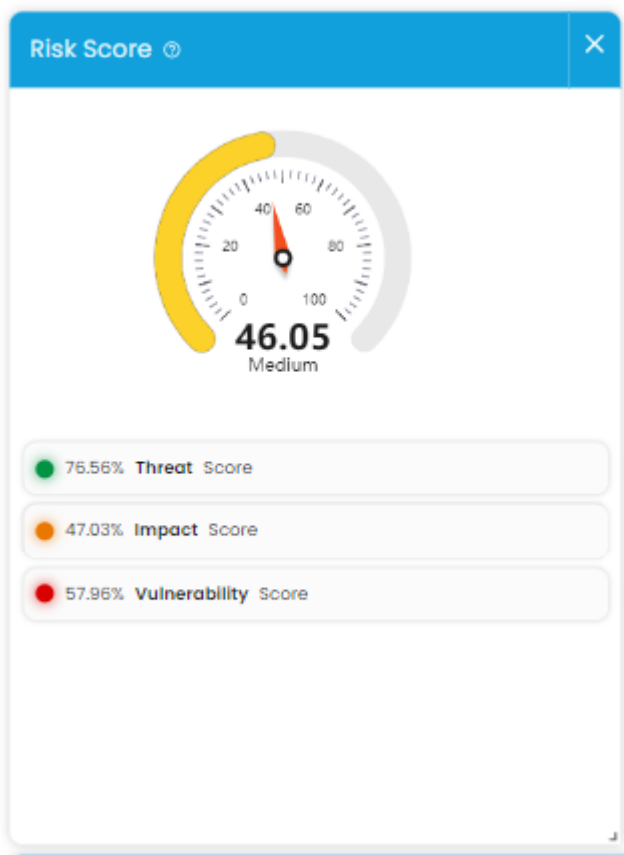 Risk Score
40 60
20 80
0 100
46.05
Medium
76.56% Threat Score
47.03% Impact Score
57.96% Vulnerability Score